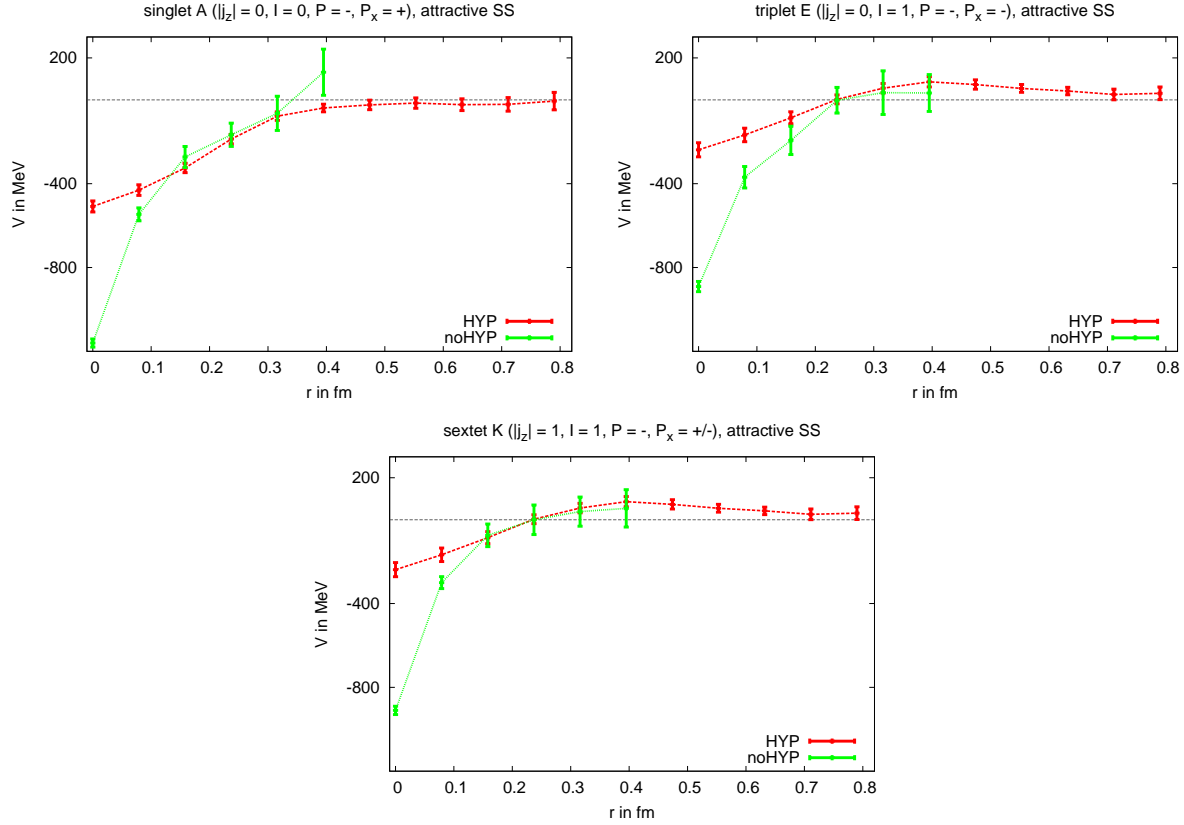 singlet A (|j_z| = 0, I = 0, P = -, P_x = +), attractive SS
200
-400
-800
V in MeV
0 0.1 0.2 0.3 0.4 0.5 0.6 0.7 0.8
r in fm
HYP
noHYP
triplet E (|j_z| = 0, I = 1, P = -, P_x = -), attractive SS
200
-400
-800
V in MeV
0 0.1 0.2 0.3 0.4 0.5 0.6 0.7 0.8
r in fm
HYP
noHYP
sextet K (|j_z| = 1, I = 1, P = -, P_x = +/-), attractive SS
200
-400
-800
V in MeV
0 0.1 0.2 0.3 0.4 0.5 0.6 0.7 0.8
r in fm
HYP
noHYP